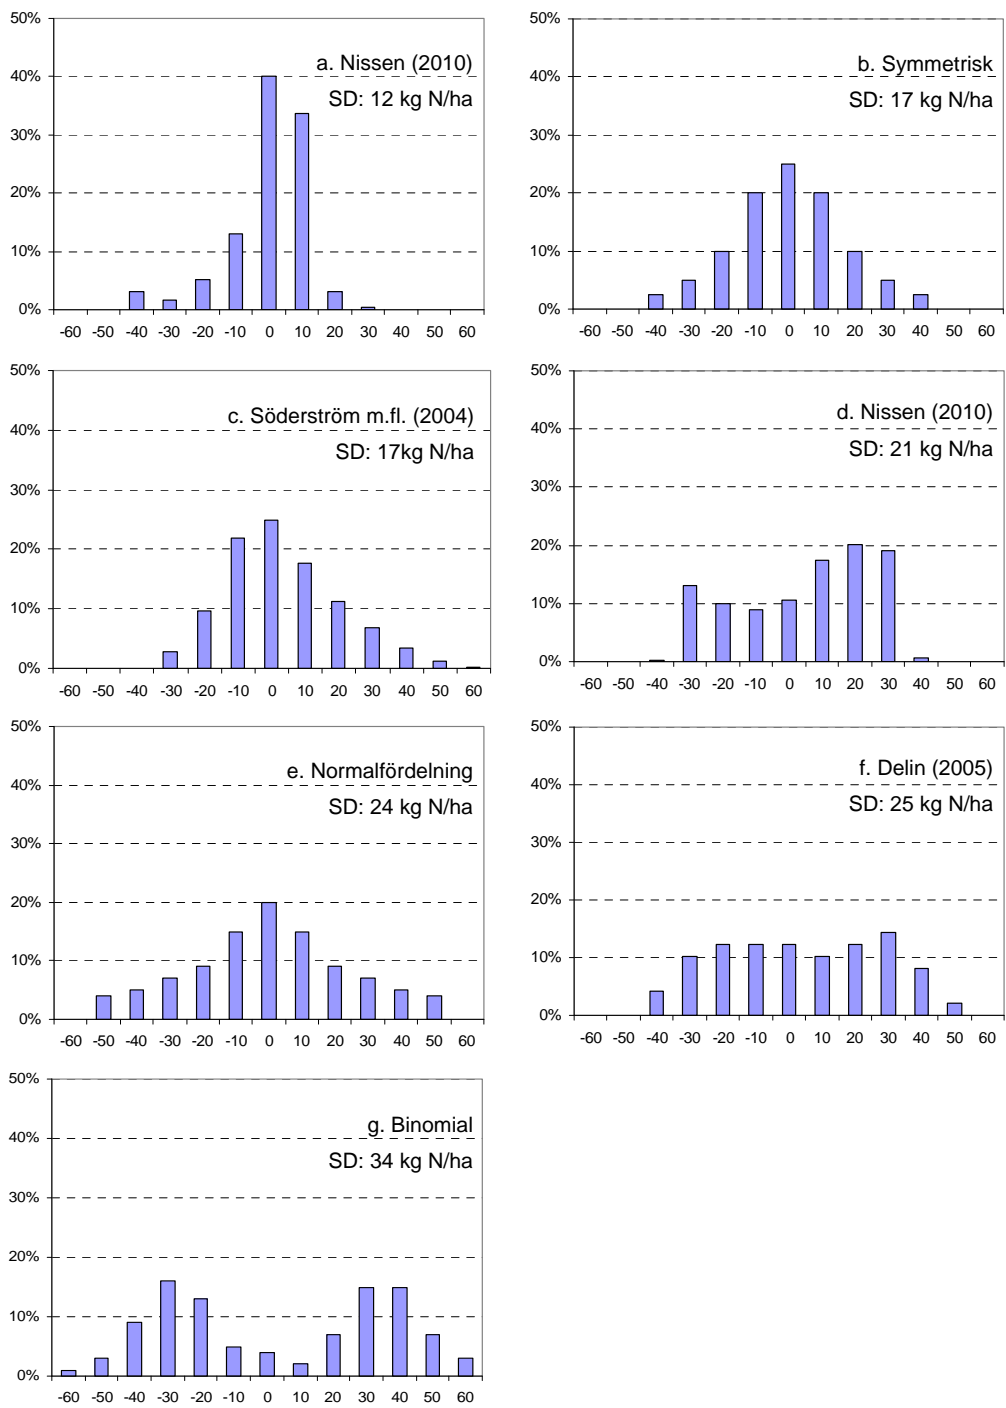 a. Nissen (2010)
SD: 12 kg N/ha
50%
40%
30%
20%
10%
0%
-60 -50 -40 -30 -20 -10 0 10 20 30 40 50 60
b. Symmetrisk
SD: 17 kg N/ha
50%
40%
30%
20%
10%
0%
-60 -50 -40 -30 -20 -10 0 10 20 30 40 50 60
c. Söderström m.fl. (2004)
SD: 17kg N/ha
50%
40%
30%
20%
10%
0%
-60 -50 -40 -30 -20 -10 0 10 20 30 40 50 60
d. Nissen (2010)
SD: 21 kg N/ha
50%
40%
30%
20%
10%
0%
-60 -50 -40 -30 -20 -10 0 10 20 30 40 50 60
e. Normalfördelning
SD: 24 kg N/ha
50%
40%
30%
20%
10%
0%
-60 -50 -40 -30 -20 -10 0 10 20 30 40 50 60
f. Delin (2005)
SD: 25 kg N/ha
50%
40%
30%
20%
10%
0%
-60 -50 -40 -30 -20 -10 0 10 20 30 40 50 60
g. Binomial
SD: 34 kg N/ha
50%
40%
30%
20%
10%
0%
-60 -50 -40 -30 -20 -10 0 10 20 30 40 50 60